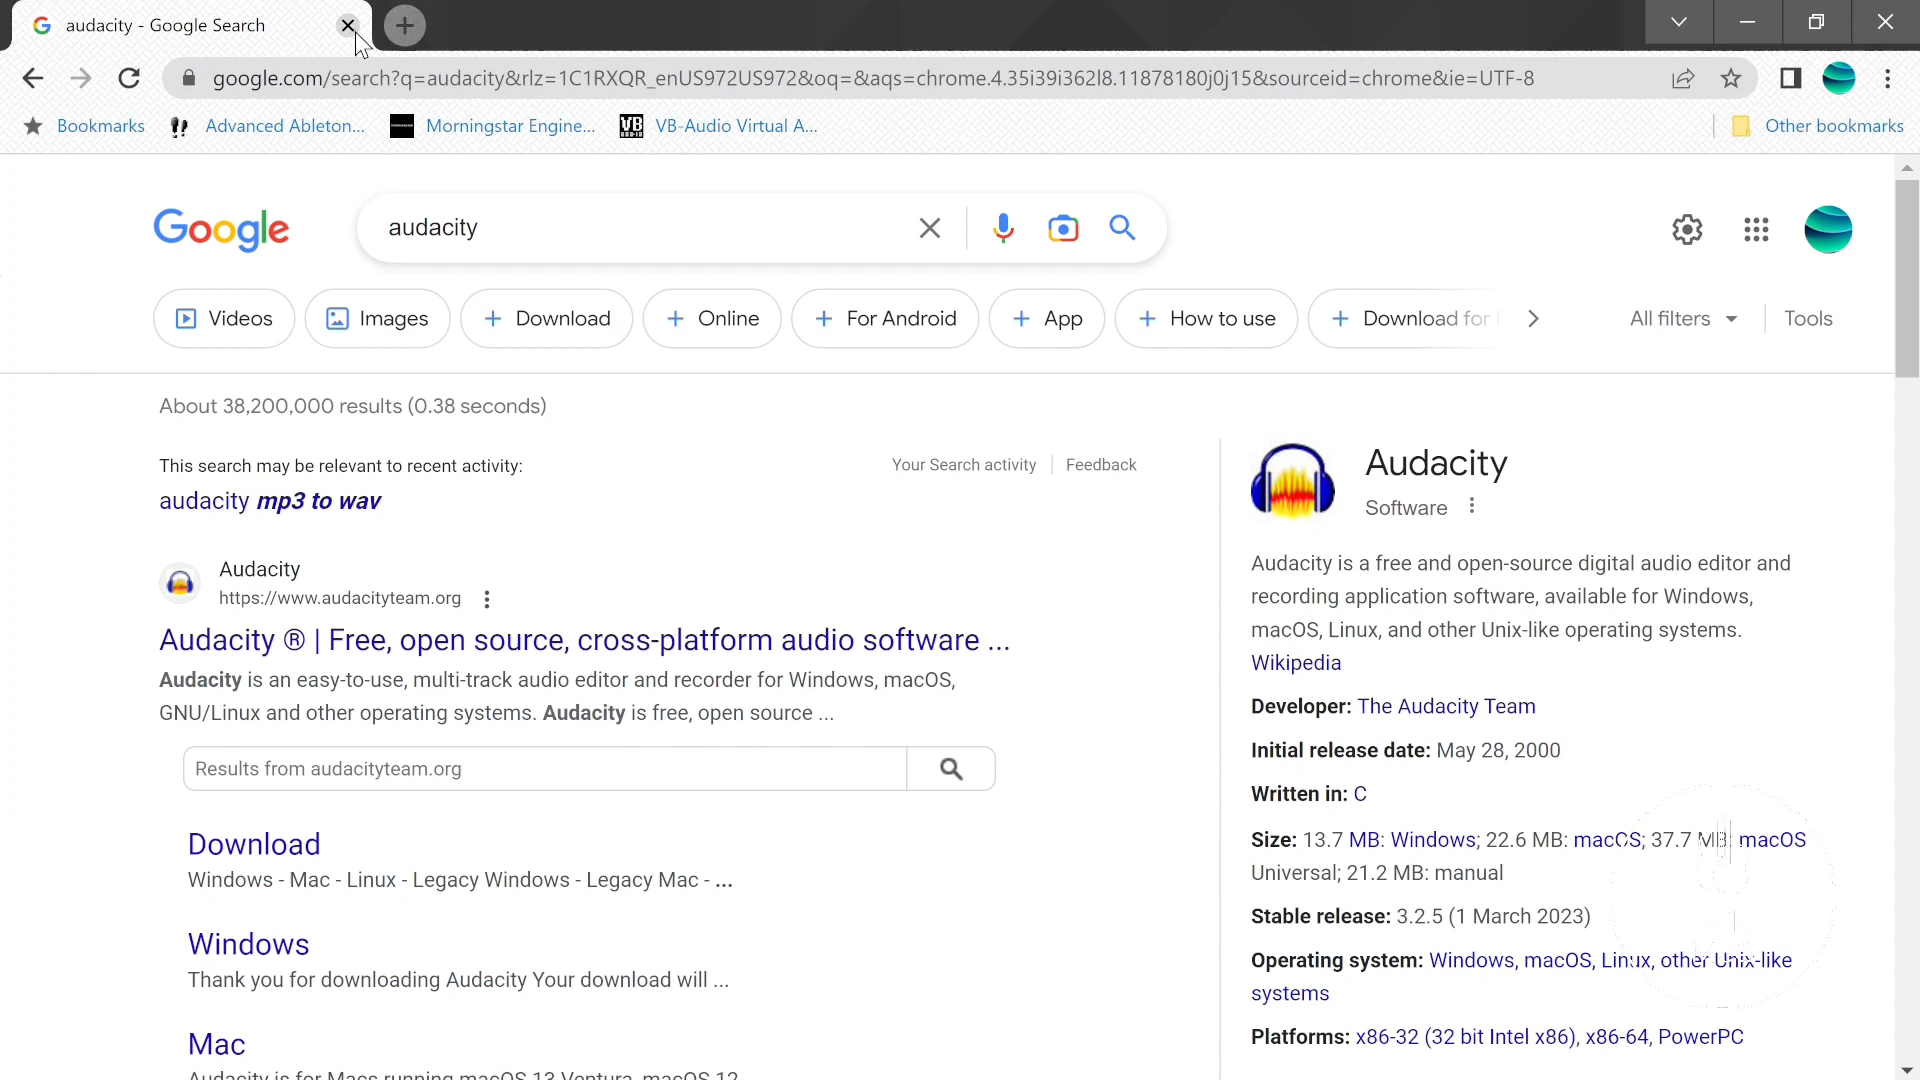 audacity - Google Search
google.com/search?q=audacity&rlz=1C1RXQR_enUS972US972&oq=&aqs=chrome.4.35i39i362l8.11878180j0j15&sourceid=chrome&ie=UTF-8
Bookmarks
Advanced Ableton...
Morningstar Engine...
VB-Audio Virtual A...
Other bookmarks
Google
audacity
Videos
Images
Download
Online
For Android
App
How to use
Download for
All filters
Tools
About 38,200,000 results (0.38 seconds)
This search may be relevant to recent activity:
Your Search activity
Feedback
audacity mp3 to wav
Audacity
https://www.audacityteam.org
Audacity ® | Free, open source, cross-platform audio software ...
Audacity is an easy-to-use, multi-track audio editor and recorder for Windows, macOS,
GNU/Linux and other operating systems. Audacity is free, open source ...
Results from audacityteam.org
Download
Windows - Mac - Linux - Legacy Windows - Legacy Mac - ...
Windows
Thank you for downloading Audacity Your download will ...
Mac
Audacity is for Macs running macOS 13 Ventura, macOS 12
Audacity
Software
Audacity is a free and open-source digital audio editor and
recording application software, available for Windows,
macOS, Linux, and other Unix-like operating systems.
Wikipedia
Developer: The Audacity Team
Initial release date: May 28, 2000
Written in: C
Size: 13.7 MB: Windows; 22.6 MB: macOS; 37.7 MB: macOS
Universal; 21.2 MB: manual
Stable release: 3.2.5 (1 March 2023)
Operating system: Windows, macOS, Linux, other Unix-like
systems
Platforms: x86-32 (32 bit Intel x86), x86-64, PowerPC